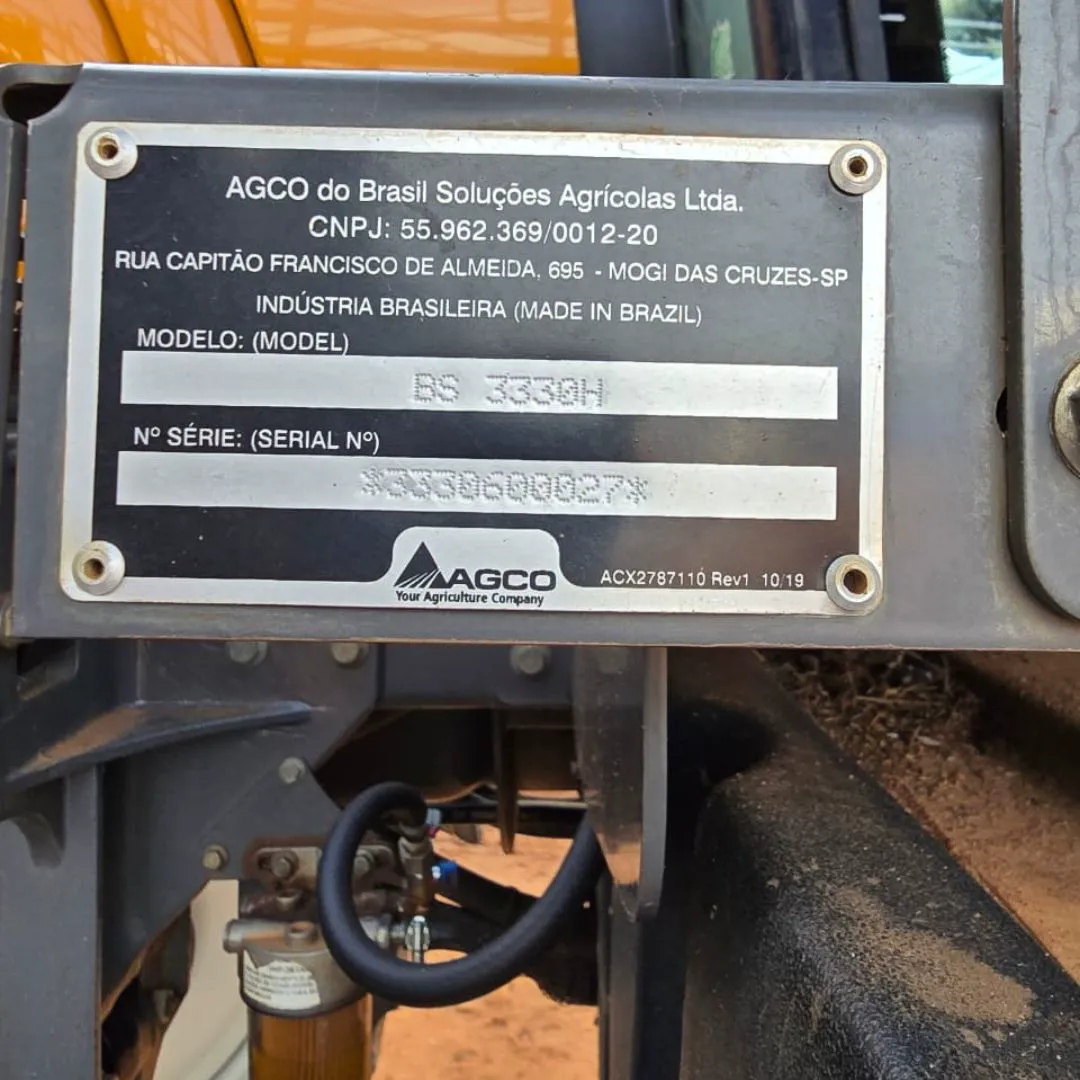 AGCO do Brasil Soluções Agrícolas Ltda.
CNPJ: 55.962.369/0012-20
RUA CAPITÃO FRANCISCO DE ALMEIDA, 695 - MOGI DAS CRUZES-SP
INDÚSTRIA BRASILEIRA (MADE IN BRAZIL)
MODELO: (MODEL)
BS 3330H
Nº SÉRIE: (SERIAL Nº)
*3330600027*
AGCO
Your Agriculture Company
ACX2787110 Rev1 10/19